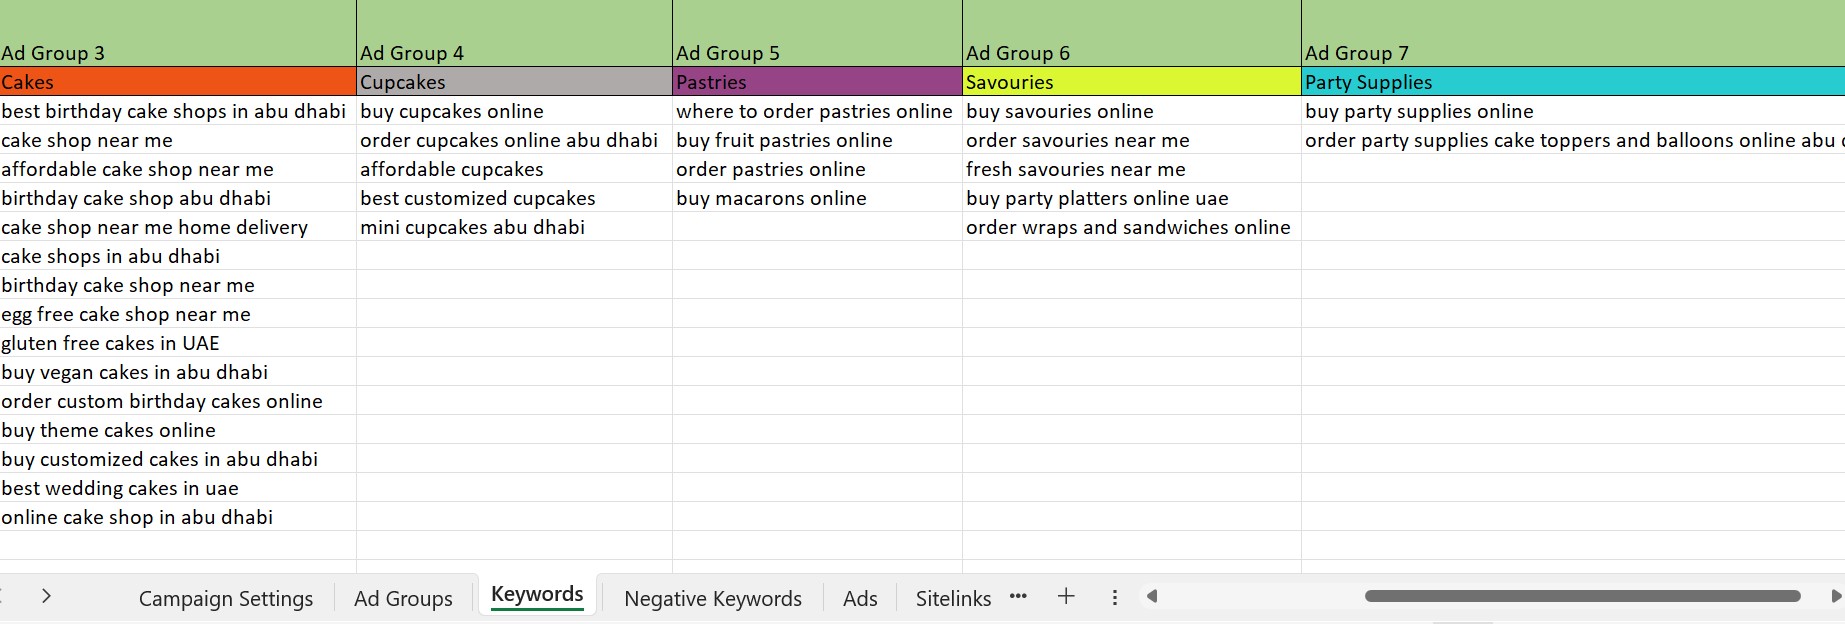 Ad Group 3 Ad Group 4 Ad Group 5 Ad Group 6 Ad Group 7
Cakes Cupcakes Pastries Savouries Party Supplies
best birthday cake shops in abu dhabi buy cupcakes online where to order pastries online buy savouries online buy party supplies online
cake shop near me order cupcakes online abu dhabi buy fruit pastries online order savouries near me order party supplies cake toppers and balloons online abu
affordable cake shop near me affordable cupcakes order pastries online fresh savouries near me
birthday cake shop abu dhabi best customized cupcakes buy macarons online buy party platters online uae
cake shop near me home delivery mini cupcakes abu dhabi order wraps and sandwiches online
cake shops in abu dhabi
birthday cake shop near me
egg free cake shop near me
gluten free cakes in UAE
buy vegan cakes in abu dhabi
order custom birthday cakes online
buy theme cakes online
buy customized cakes in abu dhabi
best wedding cakes in uae
online cake shop in abu dhabi
Campaign Settings Ad Groups Keywords Negative Keywords Ads Sitelinks